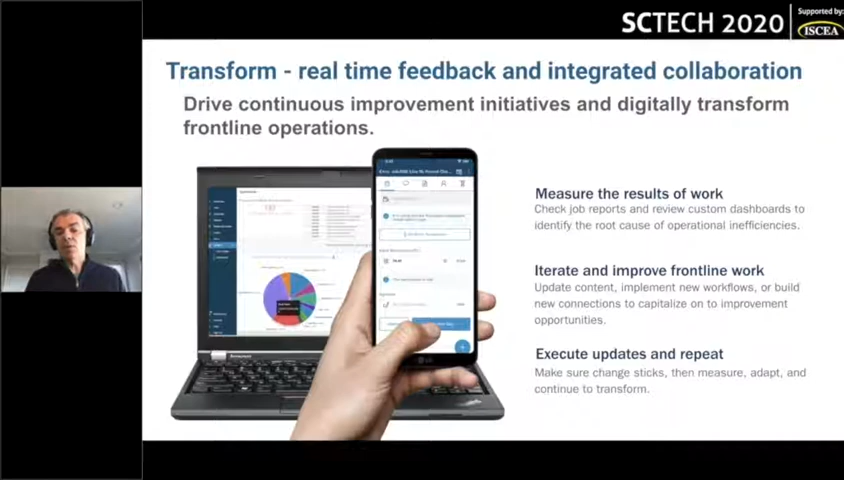 SCTECH 2020
Supported by:
ISCEA
Transform - real time feedback and integrated collaboration
Drive continuous improvement initiatives and digitally transform
frontline operations.
Measure the results of work
Check job reports and review custom dashboards to
identify the root cause of operational inefficiencies.
Iterate and improve frontline work
Update content, implement new workflows, or build
new connections to capitalize on to improvement
opportunities.
Execute updates and repeat
Make sure change sticks, then measure, adapt, and
continue to transform.